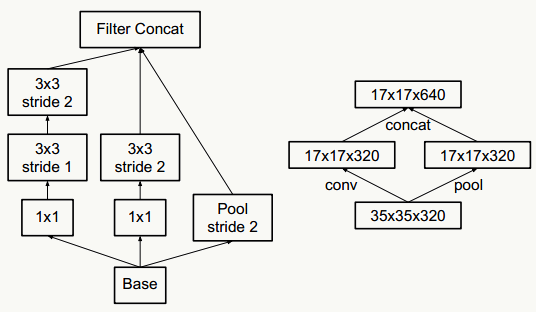 Filter Concat
3x3
stride 2
3x3
stride 1
3x3
stride 2
1x1
1x1
Pool
stride 2
Base
17x17x640
concat
17x17x320
17x17x320
conv
pool
35x35x320